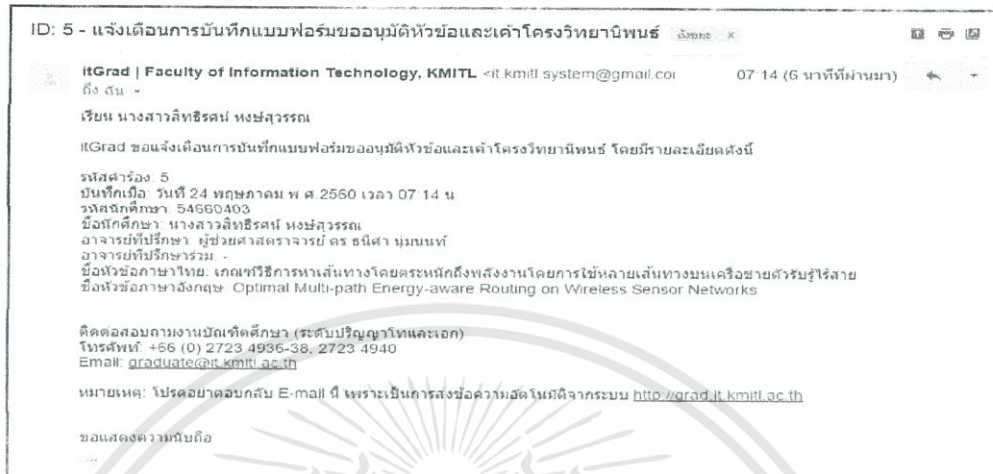 ID: 5 - แจ้งเตือนการบันทึกแบบฟอร์มขออนุมัติหัวข้อและเค้าโครงวิทยานิพนธ์ x
itGrad | Faculty of Information Technology, KMITL <it.kmitl.system@gmail.coı 07:14 (6 นาทีที่ผ่านมา)
ถึง ฉัน
เรียน นางสาวสิทธิรศน์ หงษ์สุวรรณ
itGrad ขอแจ้งเตือนการบันทึกแบบฟอร์มขออนุมัติหัวข้อและเค้าโครงวิทยานิพนธ์ โดยมีรายละเอียดดังนี้
รหัสคำร้อง: 5
บันทึกเมื่อ: วันที่ 24 พฤษภาคม พ.ศ.2560 เวลา 07:14 น.
รหัสนักศึกษา: 54660403
ชื่อนักศึกษา: นางสาวสิทธิรศน์ หงษ์สุวรรณ
อาจารย์ที่ปรึกษา: ผู้ช่วยศาสตราจารย์ ดร.ธนิศา นุ่มนนท์
อาจารย์ที่ปรึกษาร่วม: -
ชื่อหัวข้อภาษาไทย: เกณฑ์วิธีการหาเส้นทางโดยตระหนักถึงพลังงานโดยการใช้หลายเส้นทางบนเครือข่ายตัวรับรู้ไร้สาย
ชื่อหัวข้อภาษาอังกฤษ: Optimal Multi-path Energy-aware Routing on Wireless Sensor Networks
ติดต่อสอบถามงานบัณฑิตศึกษา (ระดับปริญญาโทและเอก)
โทรศัพท์: +66 (0) 2723 4936-38, 2723 4940
Email: graduate@it.kmitl.ac.th
หมายเหตุ: โปรดอย่าตอบกลับ E-mail นี้ เพราะเป็นการส่งข้อความอัตโนมัติจากระบบ http://grad.it.kmitl.ac.th
ขอแสดงความนับถือ